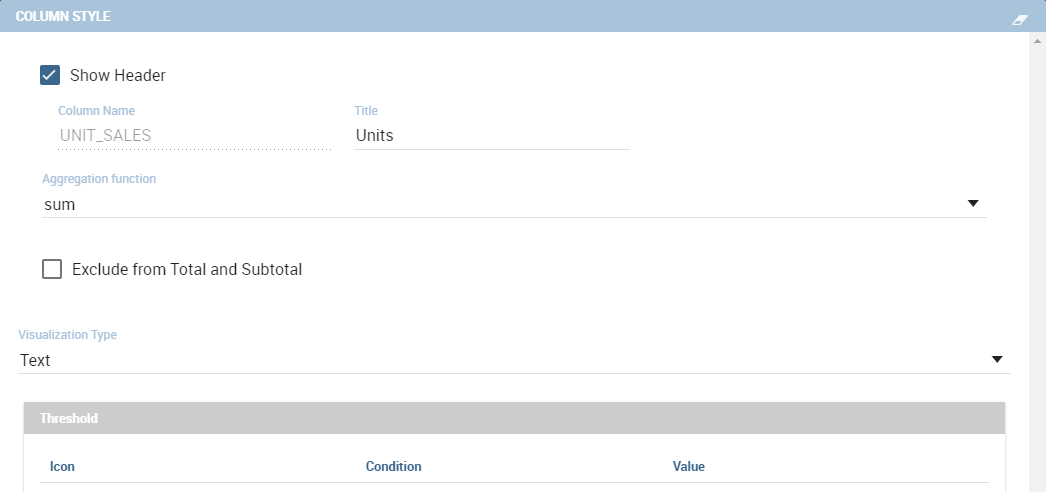 COLUMN STYLE
Show Header
Column Name Title
UNIT_SALES Units
Aggregation function
sum
Exclude from Total and Subtotal
Visualization Type
Text
Threshold
Icon Condition Value